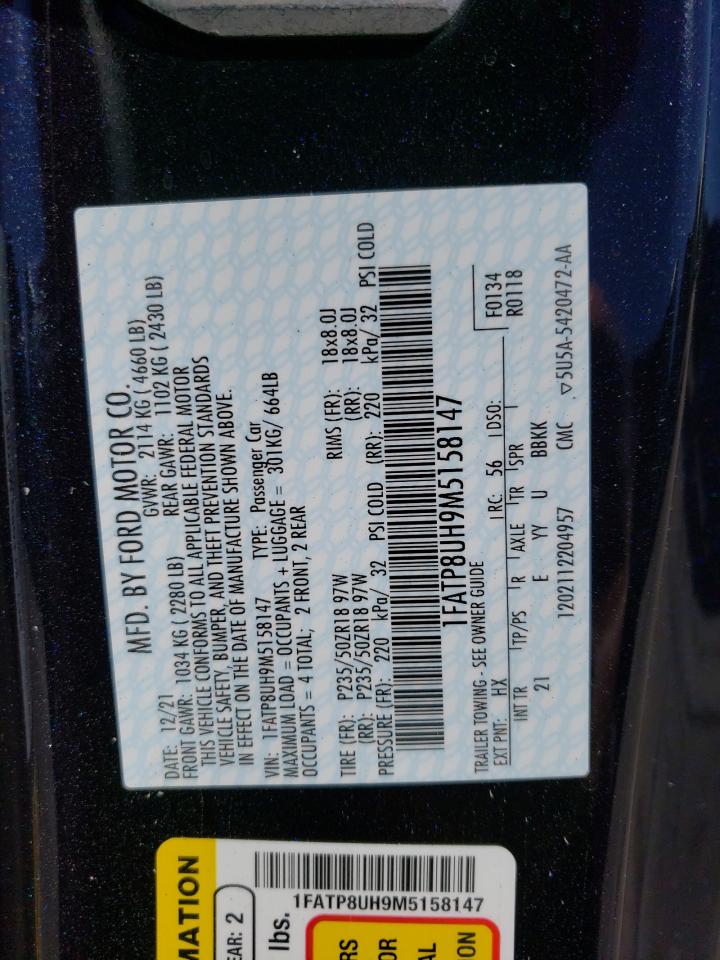 MFD. BY FORD MOTOR CO.
DATE: 12/21 GVWR: 2114 KG ( 4660 LB)
FRONT GAWR: 1034 KG ( 2280 LB) REAR GAWR: 1102 KG ( 2430 LB)
THIS VEHICLE CONFORMS TO ALL APPLICABLE FEDERAL MOTOR
VEHICLE SAFETY, BUMPER, AND THEFT PREVENTION STANDARDS
IN EFFECT ON THE DATE OF MANUFACTURE SHOWN ABOVE.
VIN: 1FATP8UH9M5158147 TYPE: Passenger Car
MAXIMUM LOAD = OCCUPANTS + LUGGAGE = 301KG/ 664LB
OCCUPANTS = 4 TOTAL; 2 FRONT, 2 REAR
TIRE (FR): P235/50ZR18 97W RIMS (FR): 18x8.0J
(RR): P235/50ZR18 97W (RR): 18x8.0J
PRESSURE (FR): 220 kPa/ 32 PSI COLD (RR): 220 kPa/ 32 PSI COLD
1FATP8UH9M5158147
TRAILER TOWING - SEE OWNER GUIDE
EXT PNT: HX RC: 56 DSO: F0134
INT TR TP/PS R AXLE TR SPR R0118
21 E YY U BBKK
1202112204957 CMC ▽5U5A-5420472-AA
MATION
EAR: 2
1FATP8UH9M5158147
lbs.
RS
OR
AL
ON